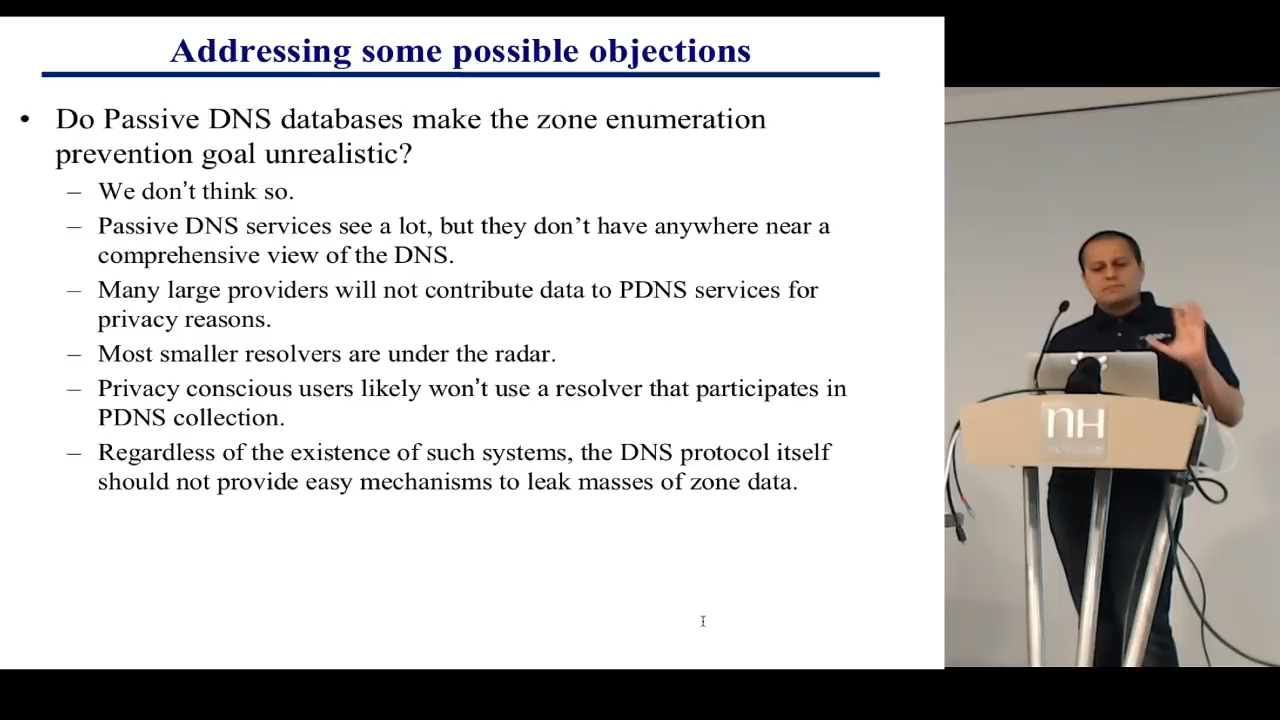 Addressing some possible objections
• Do Passive DNS databases make the zone enumeration
prevention goal unrealistic?
– We don’t think so.
– Passive DNS services see a lot, but they don’t have anywhere near a
comprehensive view of the DNS.
– Many large providers will not contribute data to PDNS services for
privacy reasons.
– Most smaller resolvers are under the radar.
– Privacy conscious users likely won’t use a resolver that participates in
PDNS collection.
– Regardless of the existence of such systems, the DNS protocol itself
should not provide easy mechanisms to leak masses of zone data.
nH